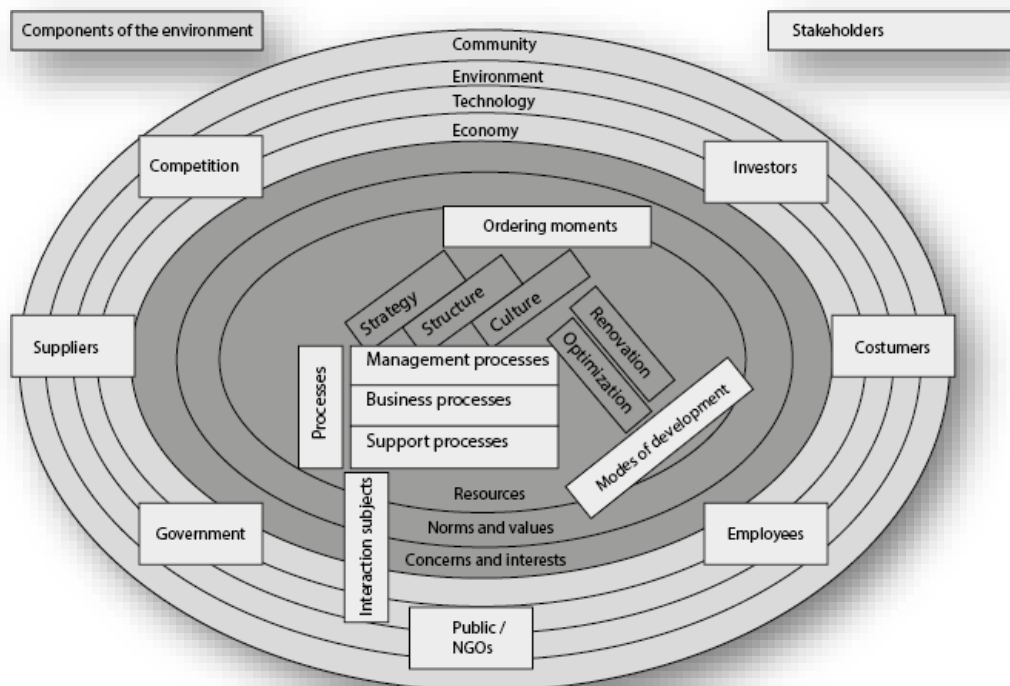 Components of the environment
Stakeholders
Community
Environment
Technology
Economy
Competition
Investors
Ordering moments
Strategy
Structure
Culture
Renovation
Optimization
Suppliers
Costumers
Processes
Management processes
Business processes
Support processes
Modes of development
Resources
Norms and values
Concerns and interests
Interaction subjects
Government
Employees
Public /
NGOs